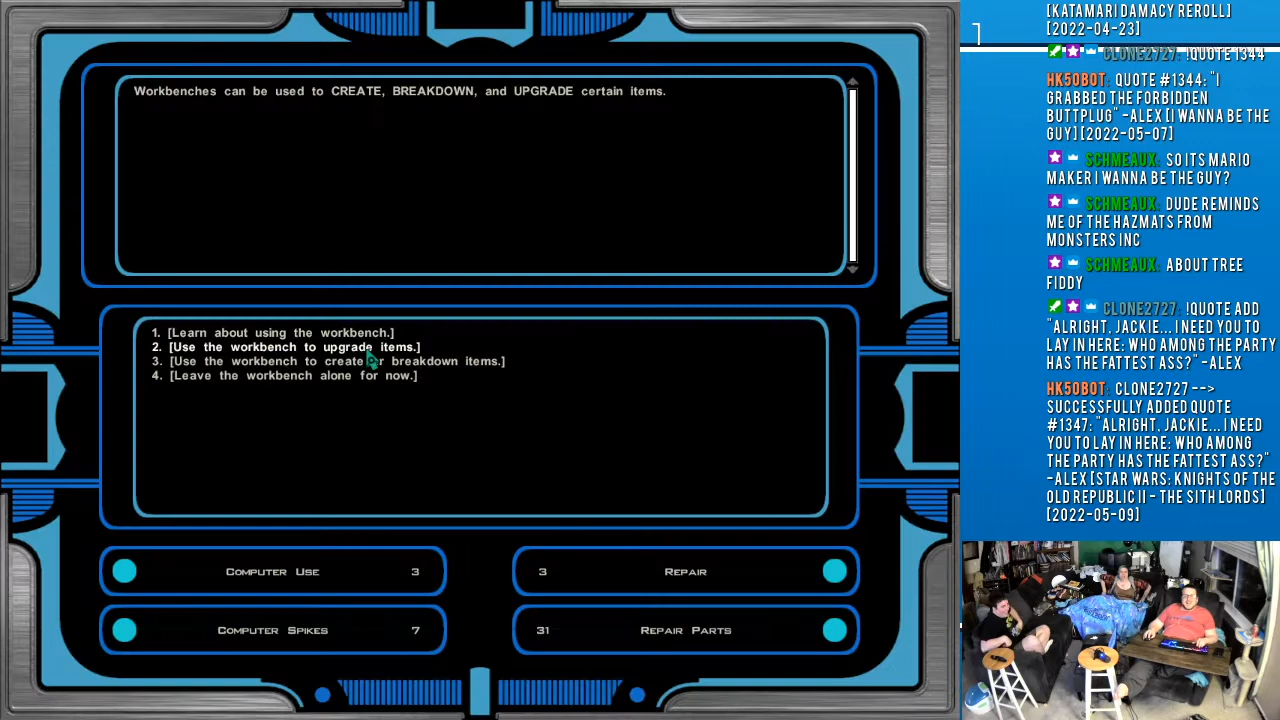 Workbenches can be used to CREATE, BREAKDOWN, and UPGRADE certain items.
1. [Learn about using the workbench.]
2. [Use the workbench to upgrade items.]
3. [Use the workbench to create or breakdown items.]
4. [Leave the workbench alone for now.]
COMPUTER USE 3
3 REPAIR
COMPUTER SPIKES 7
31 REPAIR PARTS
[KATAMARI DAMACY REROLL]
[2022-04-23]
CLONE2727: !QUOTE 1344
HK50BOT: QUOTE #1344: "I
GRABBED THE FORBIDDEN
BUTTPLUG" -ALEX [I WANNA BE THE
GUY] [2022-05-07]
SCHMEAUX: SO ITS MARIO
MAKER I WANNA BE THE GUY?
SCHMEAUX: DUDE REMINDS
ME OF THE HAZMATS FROM
MONSTERS INC
SCHMEAUX: ABOUT TREE
FIDDY
CLONE2727: !QUOTE ADD
"ALRIGHT, JACKIE... I NEED YOU TO
LAY IN HERE: WHO AMONG THE PARTY
HAS THE FATTEST ASS?" -ALEX
HK50BOT: CLONE2727 -->
SUCCESSFULLY ADDED QUOTE
#1347: "ALRIGHT, JACKIE... I NEED
YOU TO LAY IN HERE: WHO AMONG
THE PARTY HAS THE FATTEST ASS?"
-ALEX [STAR WARS: KNIGHTS OF THE
OLD REPUBLIC II - THE SITH LORDS]
[2022-05-09]